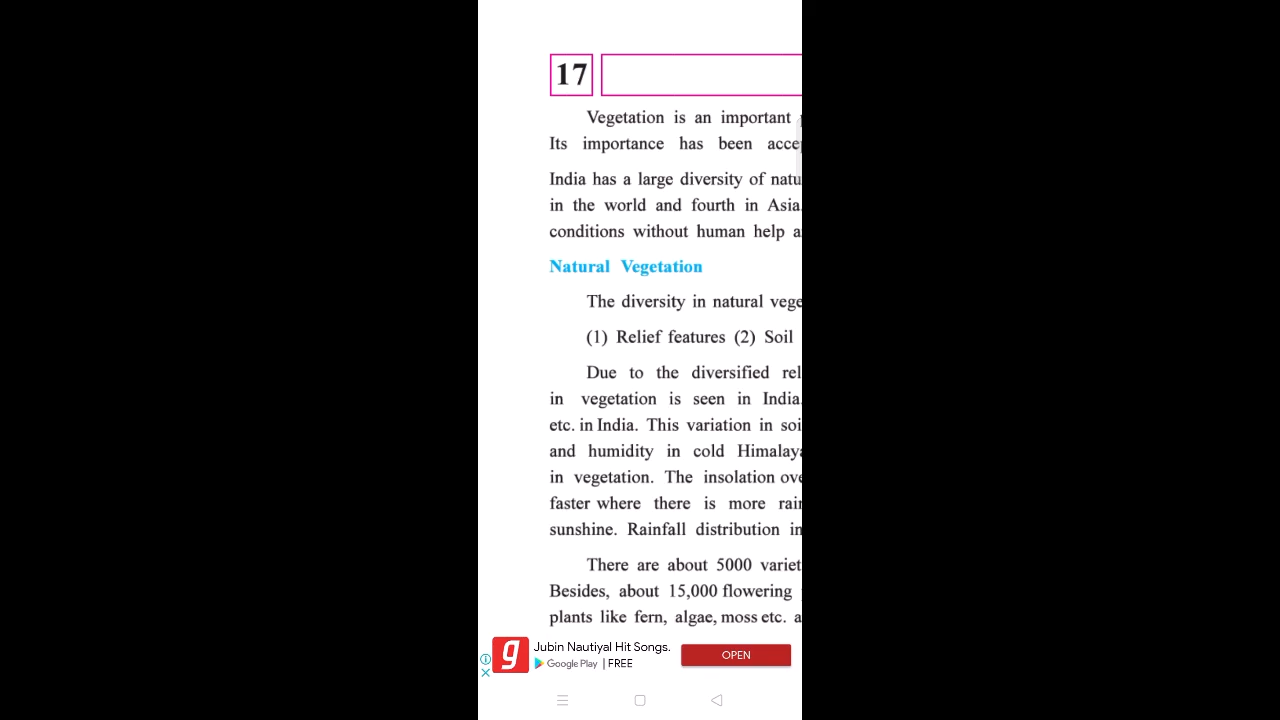 17
Vegetation is an important
Its importance has been acce
India has a large diversity of natu
in the world and fourth in Asia.
conditions without human help a
Natural Vegetation
The diversity in natural vege
(1) Relief features (2) Soil
Due to the diversified rel
in vegetation is seen in India.
etc. in India. This variation in soi
and humidity in cold Himalaya
in vegetation. The insolation ove
faster where there is more rain
sunshine. Rainfall distribution in
There are about 5000 variet
Besides, about 15,000 flowering
plants like fern, algae, moss etc. a
Jubin Nautiyal Hit Songs.
Google Play | FREE
OPEN